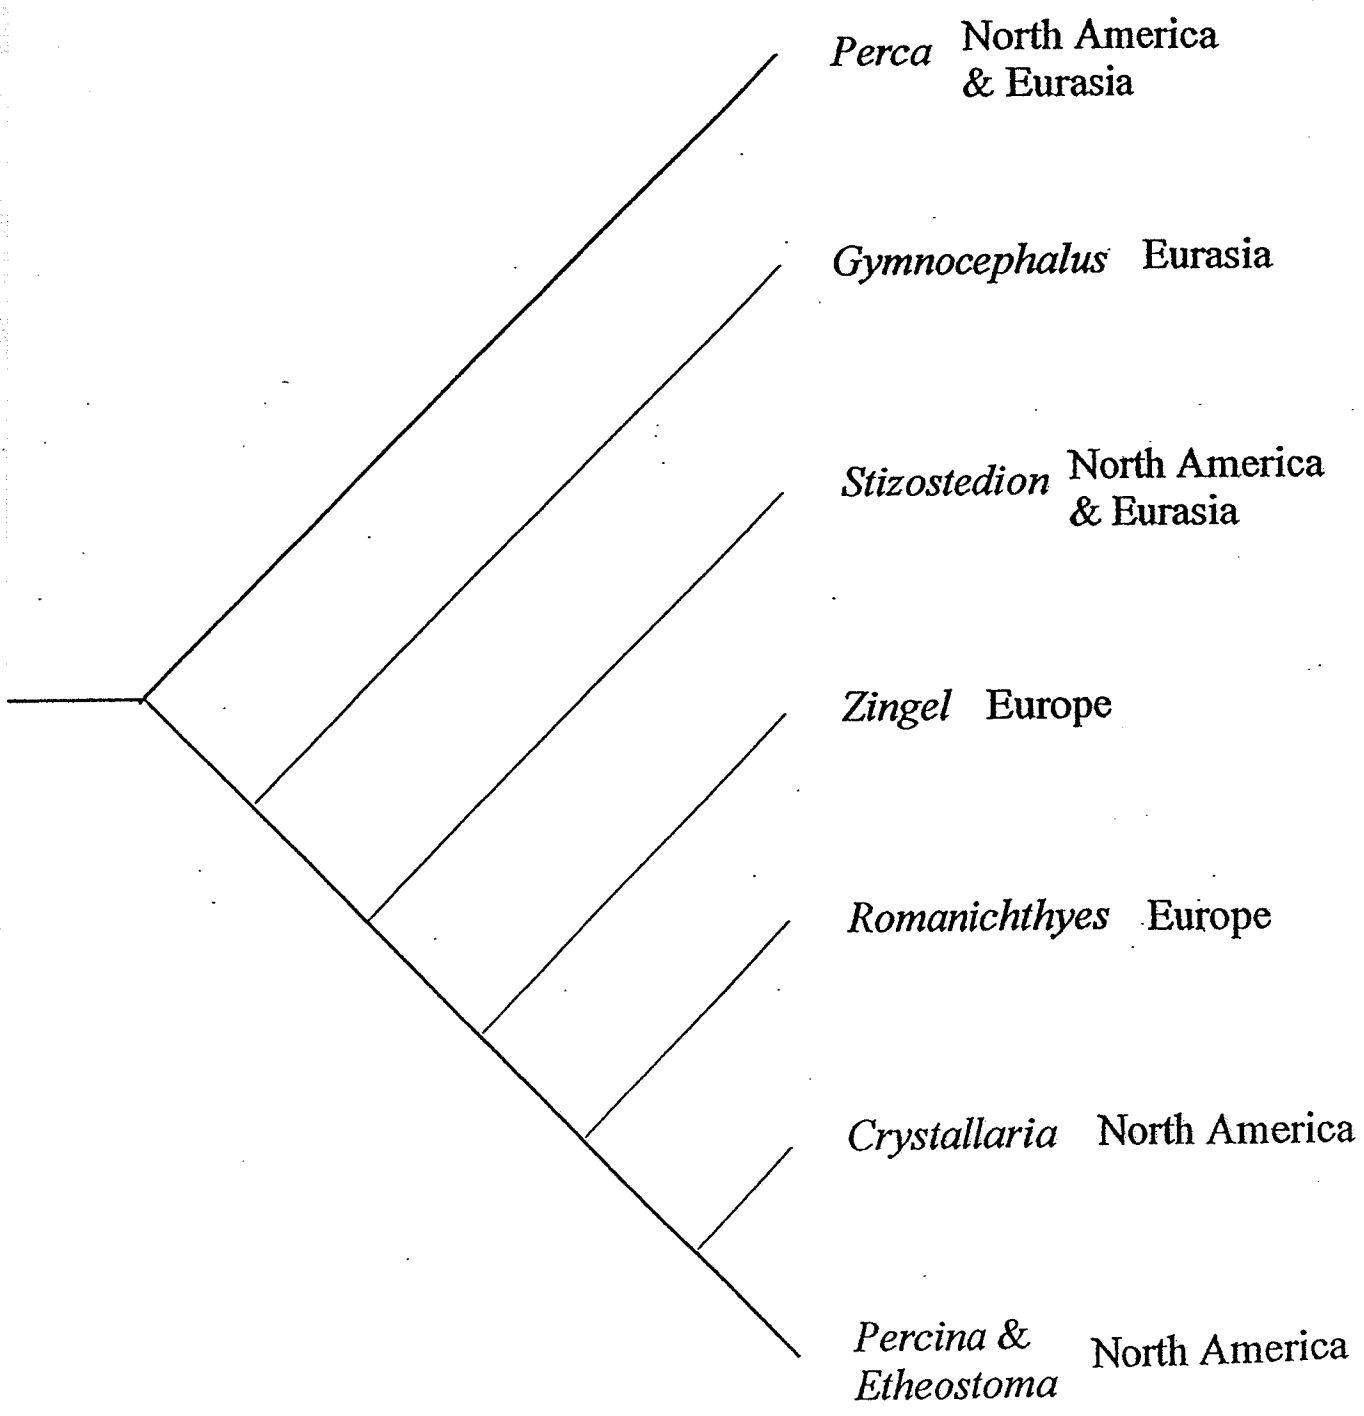 Perca North America
& Eurasia
Gymnocephalus Eurasia
Stizostedion North America
& Eurasia
Zingel Europe
Romanichthyes Europe
Crystallaria North America
Percina &
Etheostoma North America